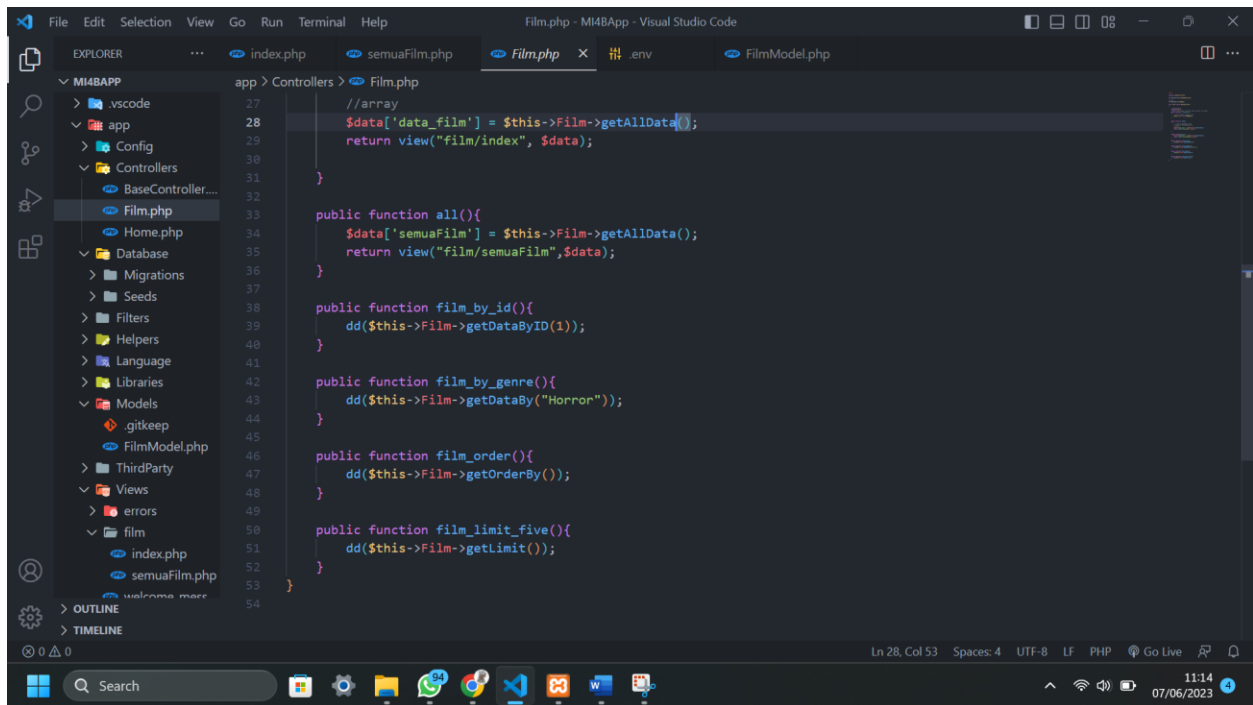 File Edit Selection View Go Run Terminal Help
Film.php - MI4BApp - Visual Studio Code
EXPLORER
index.php
semuaFilm.php
Film.php
.env
FilmModel.php
MI4BAPP
.vscode
app
Config
Controllers
BaseController....
Film.php
Home.php
Database
Migrations
Seeds
Filters
Helpers
Language
Libraries
Models
.gitkeep
FilmModel.php
ThirdParty
Views
errors
film
index.php
semuaFilm.php
OUTLINE
TIMELINE
app > Controllers > Film.php
27 //array
28 $data['data_film'] = $this->Film->getAllData();
29 return view("film/index", $data);
30
31 }
32
33 public function all(){
34 $data['semuaFilm'] = $this->Film->getAllData();
35 return view("film/semuaFilm",$data);
36 }
37
38 public function film_by_id(){
39 dd($this->Film->getDataByID(1));
40 }
41
42 public function film_by_genre(){
43 dd($this->Film->getDataBy("Horror"));
44 }
45
46 public function film_order(){
47 dd($this->Film->getOrderBy());
48 }
49
50 public function film_limit_five(){
51 dd($this->Film->getLimit());
52 }
53 }
54
0 0
Ln 28, Col 53 Spaces: 4 UTF-8 LF PHP Go Live
Search
94
11:14
07/06/2023
4